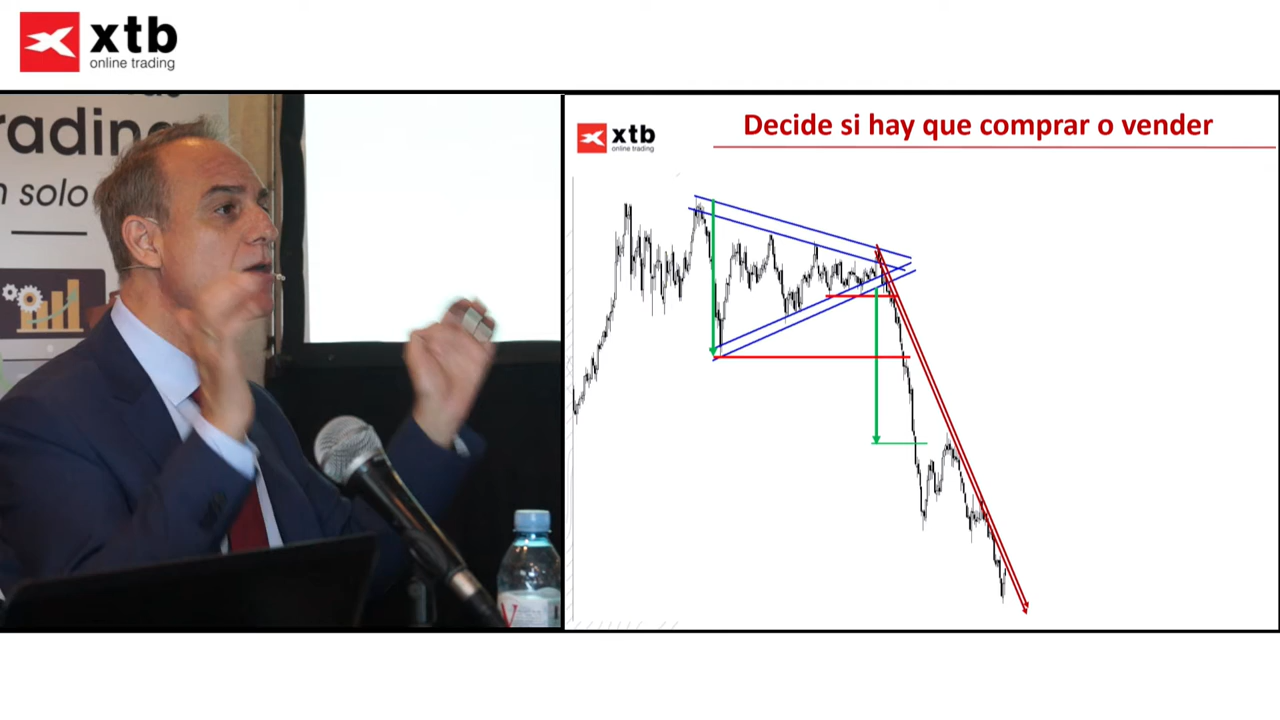 xtb
online trading
rading
n solo
xtb
online trading
Decide si hay que comprar o vender